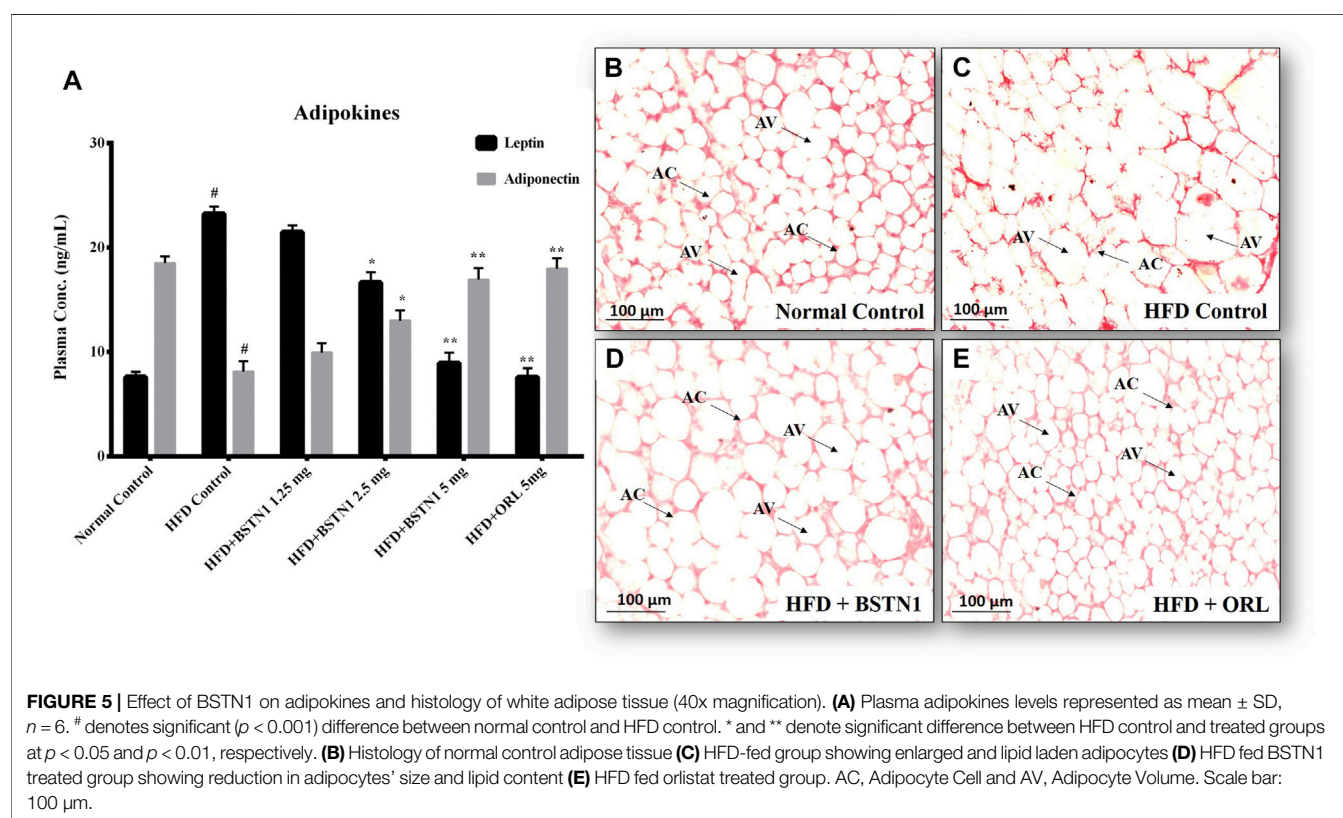 A
Adipokines
Leptin
Adiponectin
Plasma Conc. (ng/mL)
30
20
10
0
#
#
*
*
**
**
**
**
Normal Control
HFD Control
HFD+BSTN1 1.25 mg
HFD+BSTN1 2.5 mg
HFD+BSTN1 5 mg
HFD+ORL 5mg
B
AV
AC
AC
AV
100 µm
Normal Control
C
AV
AC
AV
100 µm
HFD Control
D
AC
AV
AC
AV
100 µm
HFD + BSTN1
E
AC
AV
AV
AC
100 µm
HFD + ORL
FIGURE 5 | Effect of BSTN1 on adipokines and histology of white adipose tissue (40x magnification). (A) Plasma adipokines levels represented as mean ± SD,
n = 6. # denotes significant (p < 0.001) difference between normal control and HFD control. * and ** denote significant difference between HFD control and treated groups
at p < 0.05 and p < 0.01, respectively. (B) Histology of normal control adipose tissue (C) HFD-fed group showing enlarged and lipid laden adipocytes (D) HFD fed BSTN1
treated group showing reduction in adipocytes' size and lipid content (E) HFD fed orlistat treated group. AC, Adipocyte Cell and AV, Adipocyte Volume. Scale bar:
100 µm.